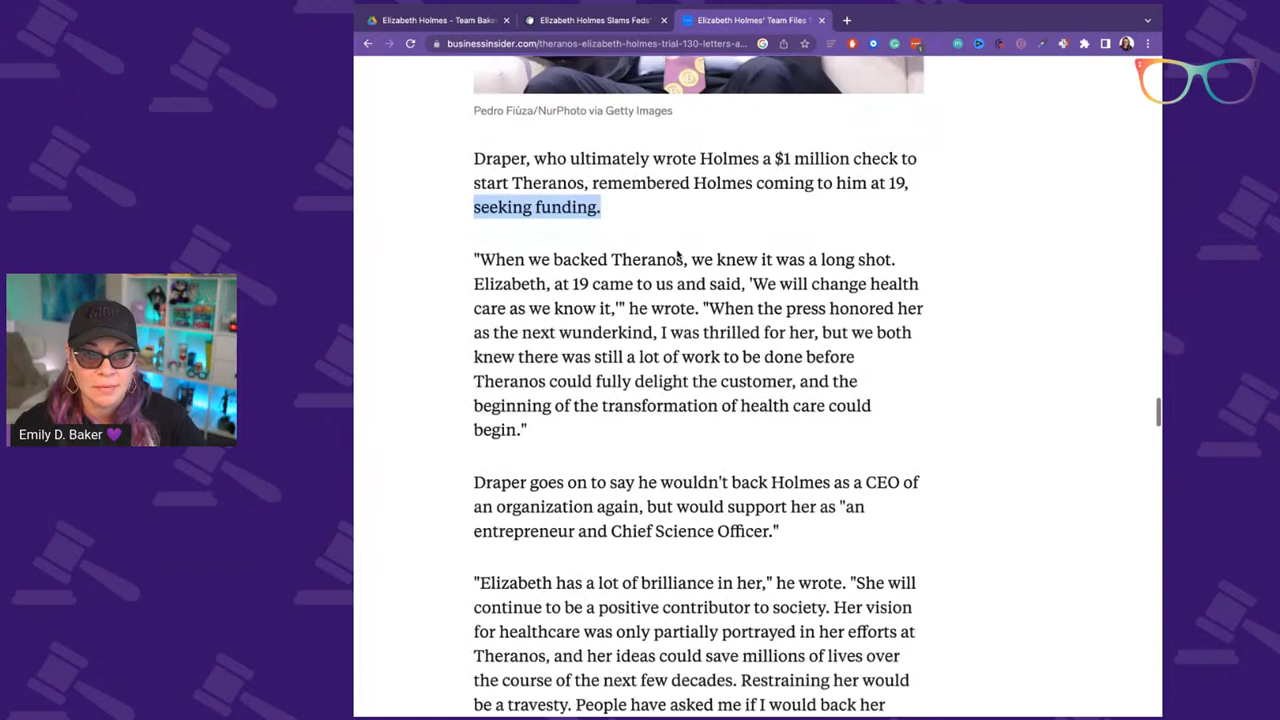 Elizabeth Holmes - Team Bake
Elizabeth Holmes Slams Feds'
Elizabeth Holmes' Team Files
businessinsider.com/theranos-elizabeth-holmes-trial-130-letters-a...
Pedro Fiúza/NurPhoto via Getty Images
Draper, who ultimately wrote Holmes a $1 million check to
start Theranos, remembered Holmes coming to him at 19,
seeking funding.
"When we backed Theranos, we knew it was a long shot.
Elizabeth, at 19 came to us and said, 'We will change health
care as we know it,'" he wrote. "When the press honored her
as the next wunderkind, I was thrilled for her, but we both
knew there was still a lot of work to be done before
Theranos could fully delight the customer, and the
beginning of the transformation of health care could
begin."
Draper goes on to say he wouldn't back Holmes as a CEO of
an organization again, but would support her as "an
entrepreneur and Chief Science Officer."
"Elizabeth has a lot of brilliance in her," he wrote. "She will
continue to be a positive contributor to society. Her vision
for healthcare was only partially portrayed in her efforts at
Theranos, and her ideas could save millions of lives over
the course of the next few decades. Restraining her would
be a travesty. People have asked me if I would back her
Emily D. Baker 💜